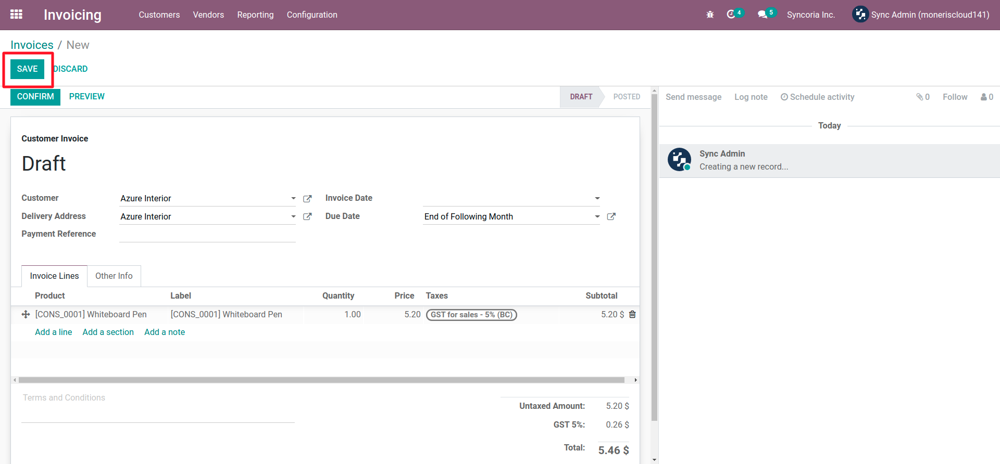 Invoicing Customers Vendors Reporting Configuration 4 5 Syncoria Inc. Sync Admin (moneriscloud141)
Invoices / New
SAVE DISCARD
CONFIRM PREVIEW DRAFT POSTED
Send message Log note Schedule activity 0 Follow 0
Today
Sync Admin
Creating a new record...
Customer Invoice
Draft
Customer Azure Interior Invoice Date
Delivery Address Azure Interior Due Date End of Following Month
Payment Reference
Invoice Lines Other Info
Product Label Quantity Price Taxes Subtotal
[CONS_0001] Whiteboard Pen [CONS_0001] Whiteboard Pen 1.00 5.20 GST for sales - 5% (BC) 5.20 $
Add a line Add a section Add a note
Terms and Conditions
Untaxed Amount: 5.20 $
GST 5%: 0.26 $
Total: 5.46 $